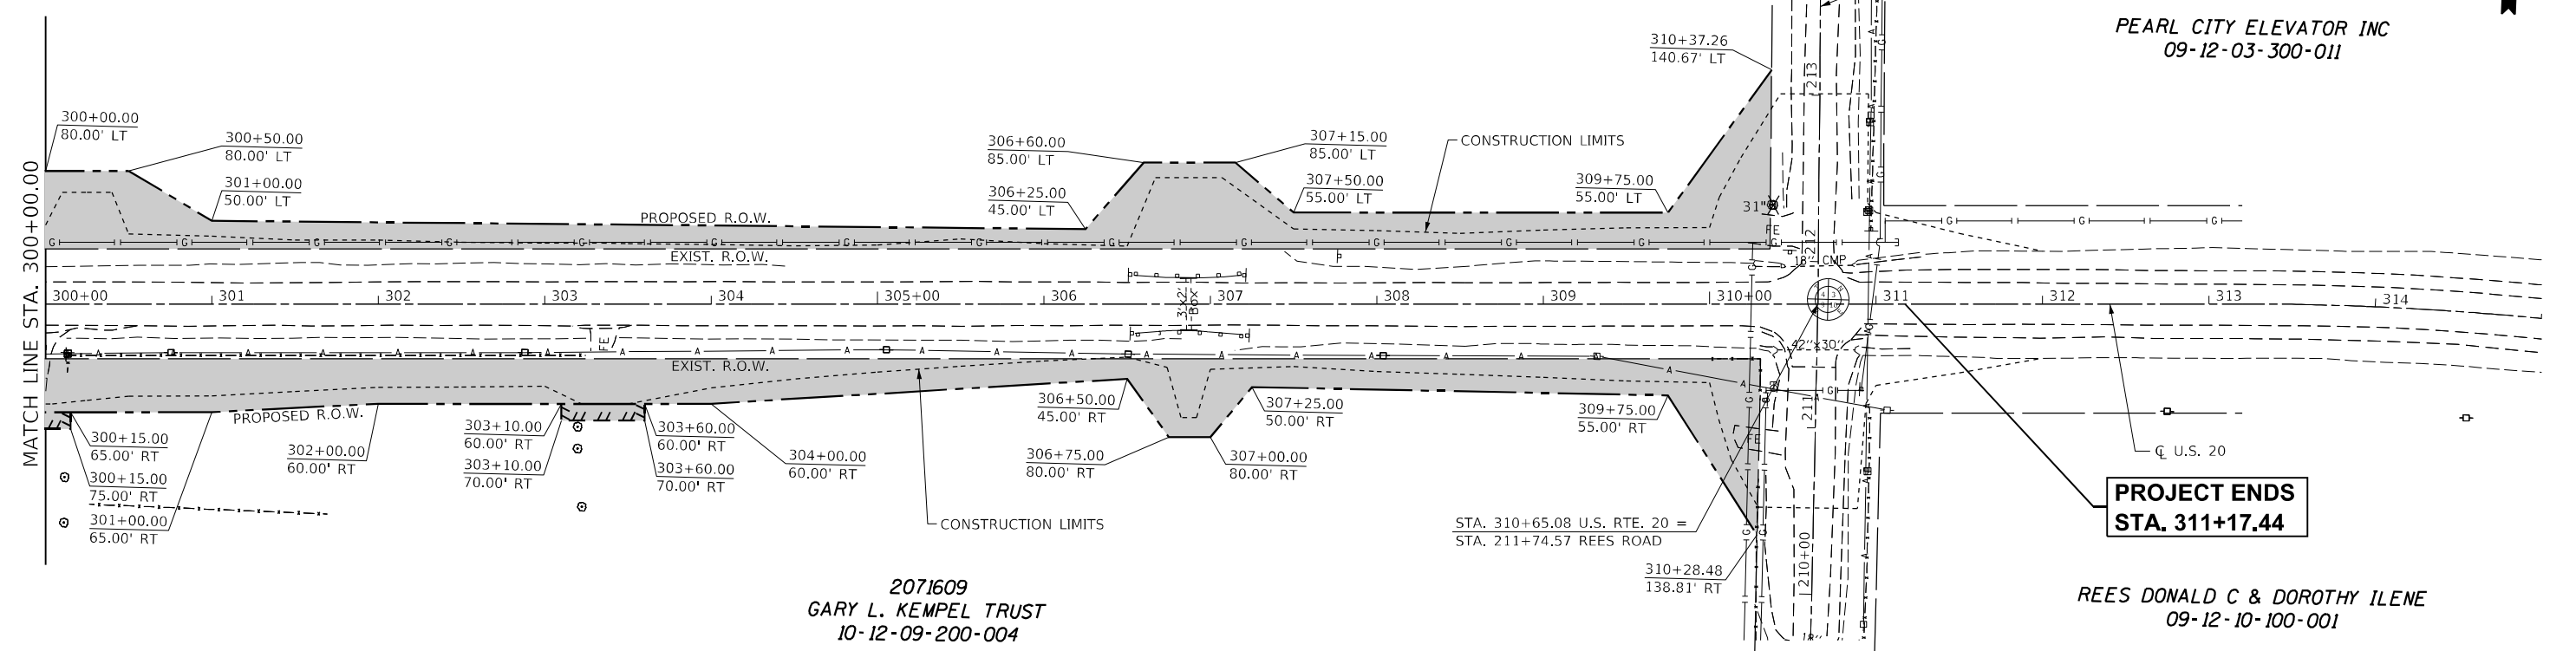 PEARL CITY ELEVATOR INC
09-12-03-300-011
310+37.26
140.67' LT
300+00.00
80.00' LT
300+50.00
80.00' LT
301+00.00
50.00' LT
306+60.00
85.00' LT
306+25.00
45.00' LT
307+15.00
85.00' LT
307+50.00
55.00' LT
CONSTRUCTION LIMITS
309+75.00
55.00' LT
31"
FE
213
212
PROPOSED R.O.W.
EXIST. R.O.W.
G G G G G G G G G G G G G G
G G G
18" CMP
MATCH LINE STA. 300+00.00
300+00 301 302 303 304 305+00 306 307 308 309 310+00 311 312 313 314
3'x2'
H-Box
FE
A A A A A A A A A A A A A A A
42"x30"
EXIST. R.O.W.
PROPOSED R.O.W.
300+15.00
65.00' RT
300+15.00
75.00' RT
301+00.00
65.00' RT
302+00.00
60.00' RT
303+10.00
60.00' RT
303+10.00
70.00' RT
303+60.00
60.00' RT
303+60.00
70.00' RT
304+00.00
60.00' RT
CONSTRUCTION LIMITS
306+50.00
45.00' RT
306+75.00
80.00' RT
307+25.00
50.00' RT
307+00.00
80.00' RT
309+75.00
55.00' RT
FE
211
210+00
℄ U.S. 20
PROJECT ENDS
STA. 311+17.44
STA. 310+65.08 U.S. RTE. 20 =
STA. 211+74.57 REES ROAD
310+28.48
138.81' RT
18"
2071609
GARY L. KEMPEL TRUST
10-12-09-200-004
REES DONALD C & DOROTHY ILENE
09-12-10-100-001